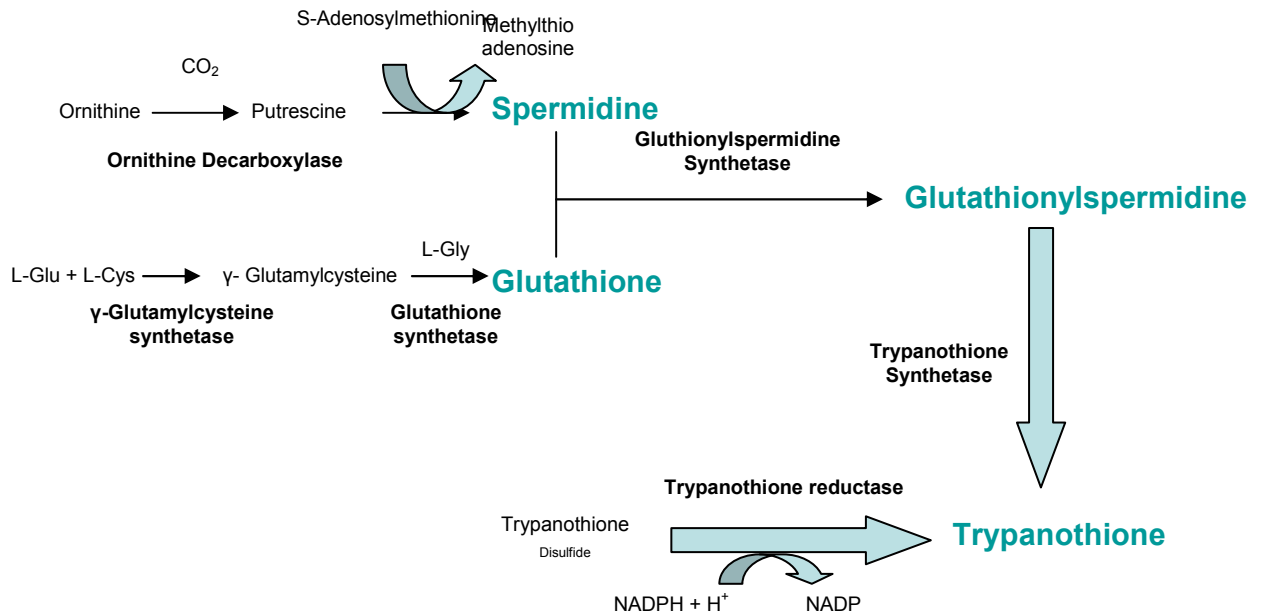 S-Adenosylmethionine
Methylthio
adenosine
CO₂
Ornithine
Putrescine
Spermidine
Ornithine Decarboxylase
Gluthionylspermidine
Synthetase
Glutathionylspermidine
L-Gly
L-Glu + L-Cys
γ- Glutamylcysteine
Glutathione
γ-Glutamylcysteine
synthetase
Glutathione
synthetase
Trypanothione
Synthetase
Trypanothione reductase
Trypanothione
Disulfide
Trypanothione
NADPH + H⁺
NADP